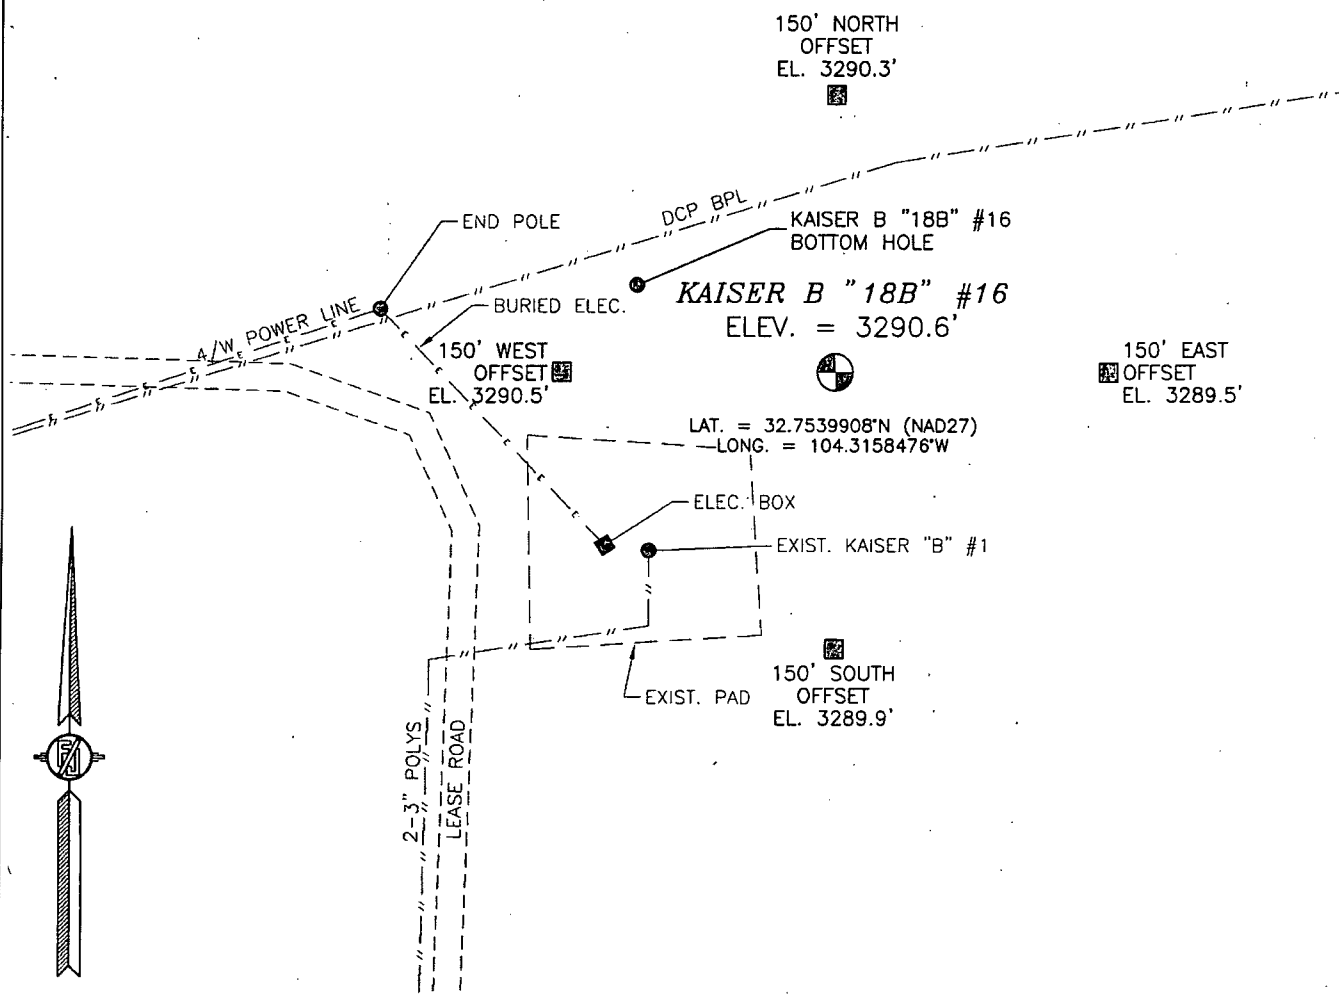 150' NORTH
OFFSET
EL. 3290.3'
DCP BPL
END POLE
KAISER B "18B" #16
BOTTOM HOLE
KAISER B "18B" #16
ELEV. = 3290.6'
BURIED ELEC.
4/W POWER LINE
150' WEST
OFFSET
EL. 3290.5'
150' EAST
OFFSET
EL. 3289.5'
LAT. = 32.7539908°N (NAD27)
LONG. = 104.3158476°W
ELEC. BOX
EXIST. KAISER "B" #1
150' SOUTH
OFFSET
EL. 3289.9'
EXIST. PAD
2-3" POLYS
LEASE ROAD